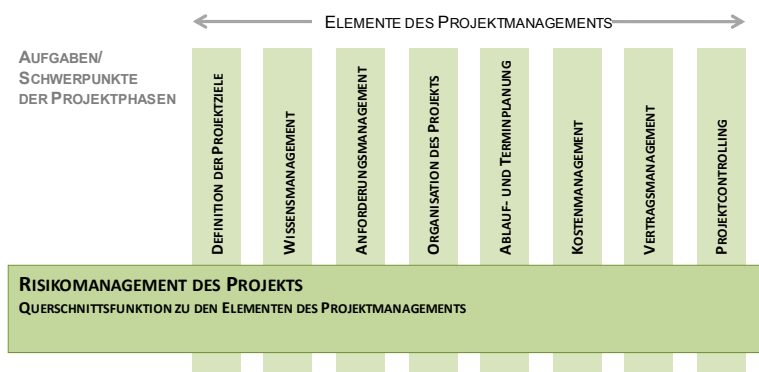 ELEMENTE DES PROJEKTMANAGEMENTS
AUFGABEN/
SCHWERPUNKTE
DER PROJEKTPHASEN
DEFINITION DER PROJEKTZIELE
WISSENSMANAGEMENT
ANFORDERUNGSMANAGEMENT
ORGANISATION DES PROJEKTS
ABLAUF- UND TERMINPLANUNG
KOSTENMANAGEMENT
VERTRAGSMANAGEMENT
PROJEKTCONTROLLING
RISIKOMANAGEMENT DES PROJEKTS
QUERSCHNITTSFUNKTION ZU DEN ELEMENTEN DES PROJEKTMANAGEMENTS